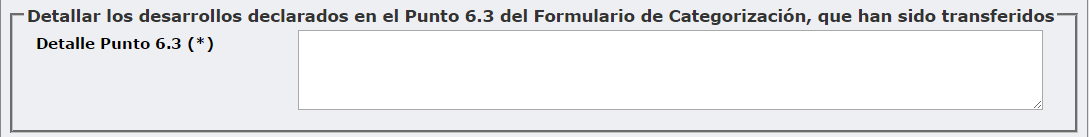 Detallar los desarrollos declarados en el Punto 6.3 del Formulario de Categorización, que han sido transferidos
Detalle Punto 6.3 (*)